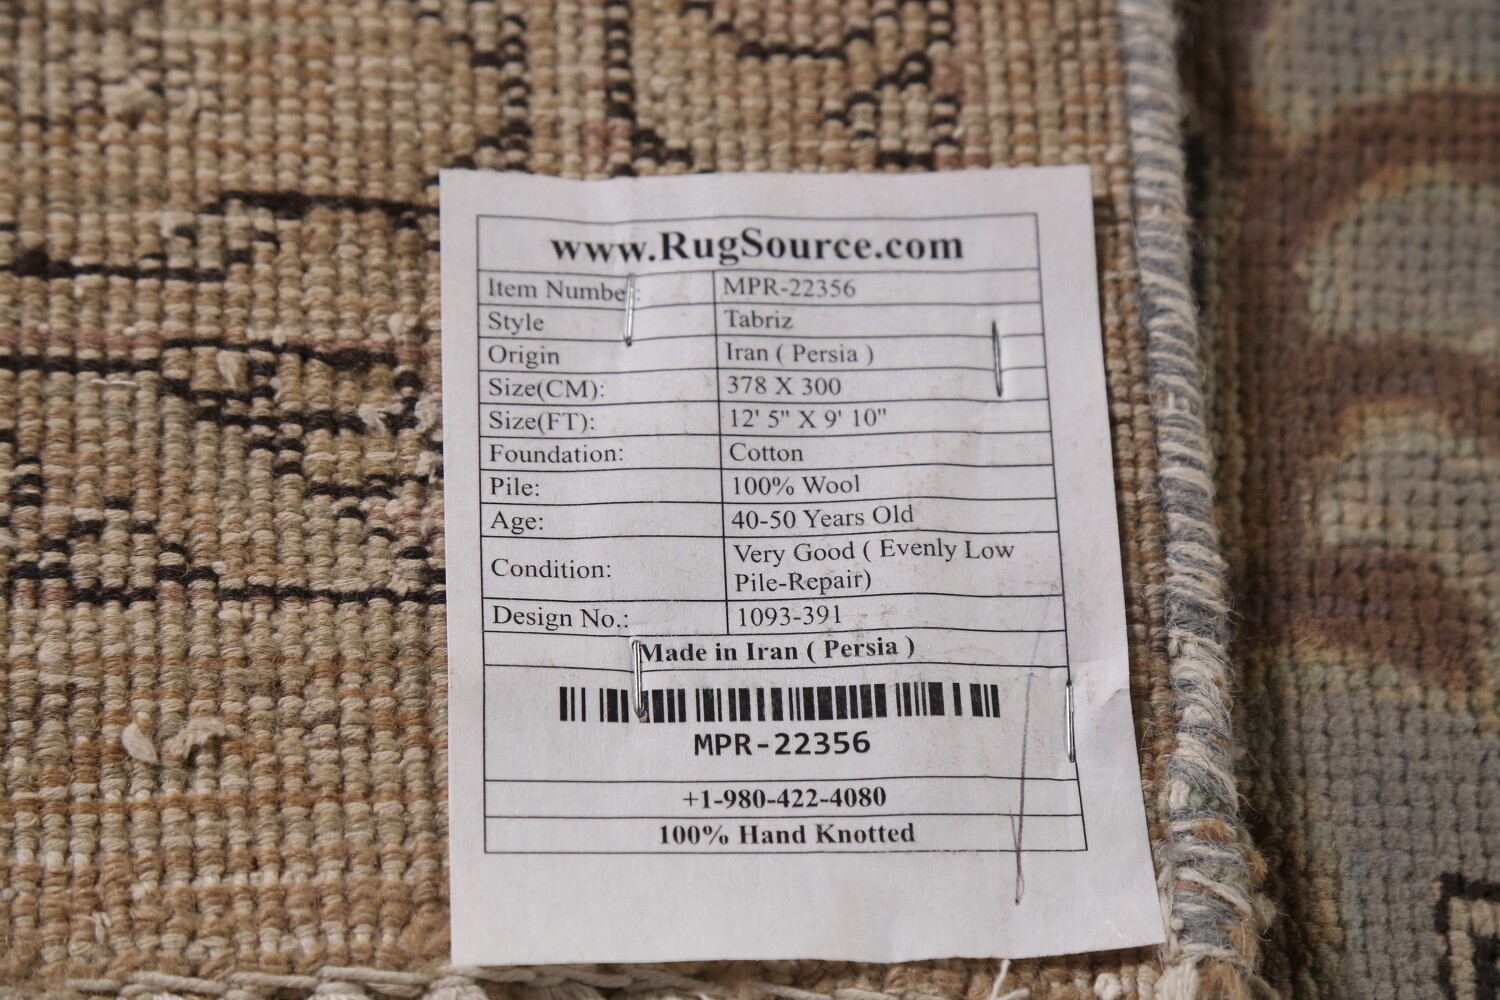 www.RugSource.com
Item Number: MPR-22356
Style Tabriz
Origin Iran ( Persia )
Size(CM): 378 X 300
Size(FT): 12' 5" X 9' 10"
Foundation: Cotton
Pile: 100% Wool
Age: 40-50 Years Old
Condition: Very Good ( Evenly Low
Pile-Repair)
Design No.: 1093-391
Made in Iran ( Persia )
MPR-22356
+1-980-422-4080
100% Hand Knotted